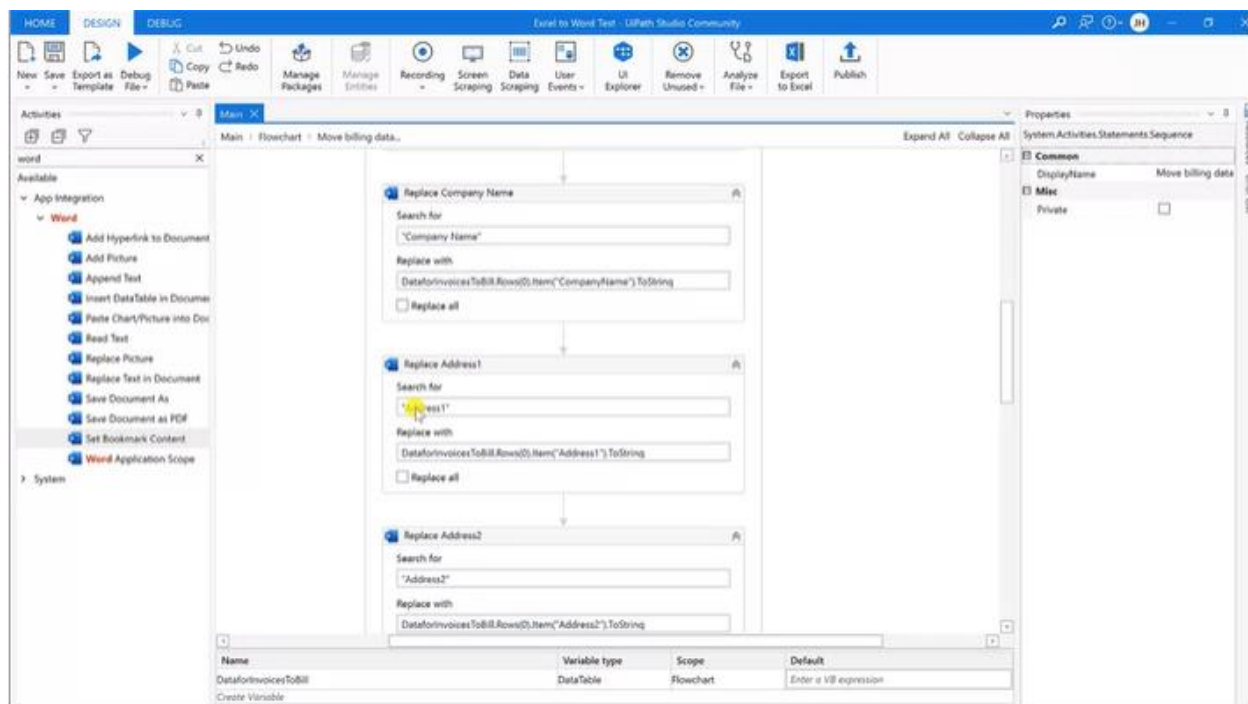 HOME DESIGN DEBUG Excel to Word Test - UiPath Studio Community JH
New Save Export as Template Debug File Cut Copy Paste Undo Redo Manage Packages Manage Entities Recording Screen Scraping Data Scraping User Events UI Explorer Remove Unused Analyze File Export to Excel Publish
Activities
word
Available
App Integration
Word
Add Hyperlink to Document
Add Picture
Append Text
Insert DataTable in Documen
Paste Chart/Picture into Doc
Read Text
Replace Picture
Replace Text in Document
Save Document As
Save Document as PDF
Set Bookmark Content
Word Application Scope
System
Main
Main Flowchart Move billing data... Expand All Collapse All
Replace Company Name
Search for
"Company Name"
Replace with
DataforInvoicesToBill.Rows(0).Item("CompanyName").ToString
Replace all
Replace Address1
Search for
"Address1"
Replace with
DataforInvoicesToBill.Rows(0).Item("Address1").ToString
Replace all
Replace Address2
Search for
"Address2"
Replace with
DataforInvoicesToBill.Rows(0).Item("Address2").ToString
Name Variable type Scope Default
DataforInvoicesToBill DataTable Flowchart Enter a VB expression
Create Variable
Properties
System.Activities.Statements.Sequence
Common
DisplayName Move billing data
Misc
Private